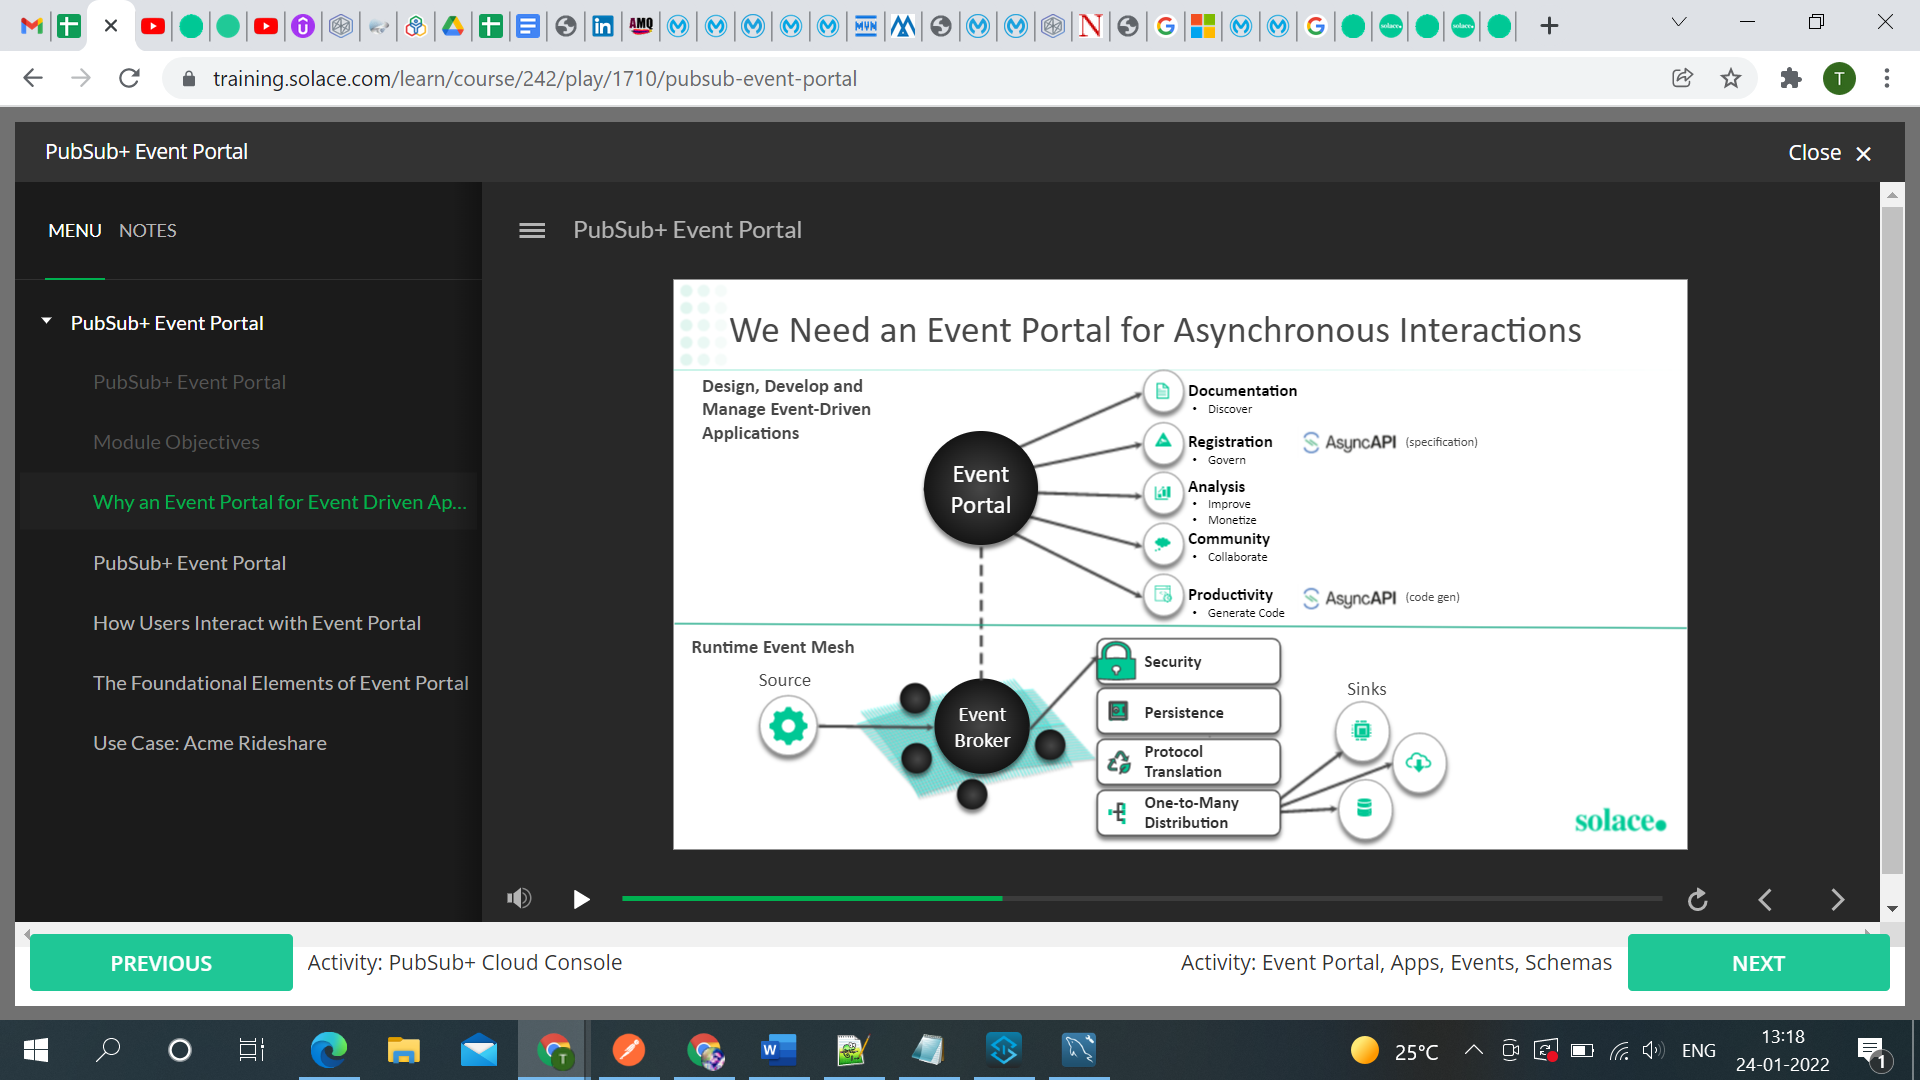 AMQ
MVN
N
solace.
solace.
training.solace.com/learn/course/242/play/1710/pubsub-event-portal
T
PubSub+ Event Portal
Close
MENU NOTES
PubSub+ Event Portal
PubSub+ Event Portal
PubSub+ Event Portal
Module Objectives
Why an Event Portal for Event Driven Ap...
PubSub+ Event Portal
How Users Interact with Event Portal
The Foundational Elements of Event Portal
Use Case: Acme Rideshare
We Need an Event Portal for Asynchronous Interactions
Design, Develop and
Manage Event-Driven
Applications
Event
Portal
Documentation
• Discover
Registration
• Govern
AsyncAPI (specification)
Analysis
• Improve
• Monetize
Community
• Collaborate
Productivity
• Generate Code
AsyncAPI (code gen)
Runtime Event Mesh
Source
Event
Broker
Security
Persistence
Protocol
Translation
One-to-Many
Distribution
Sinks
solace.
PREVIOUS
Activity: PubSub+ Cloud Console
Activity: Event Portal, Apps, Events, Schemas
NEXT
T
W
25°C
ENG
13:18
24-01-2022
1